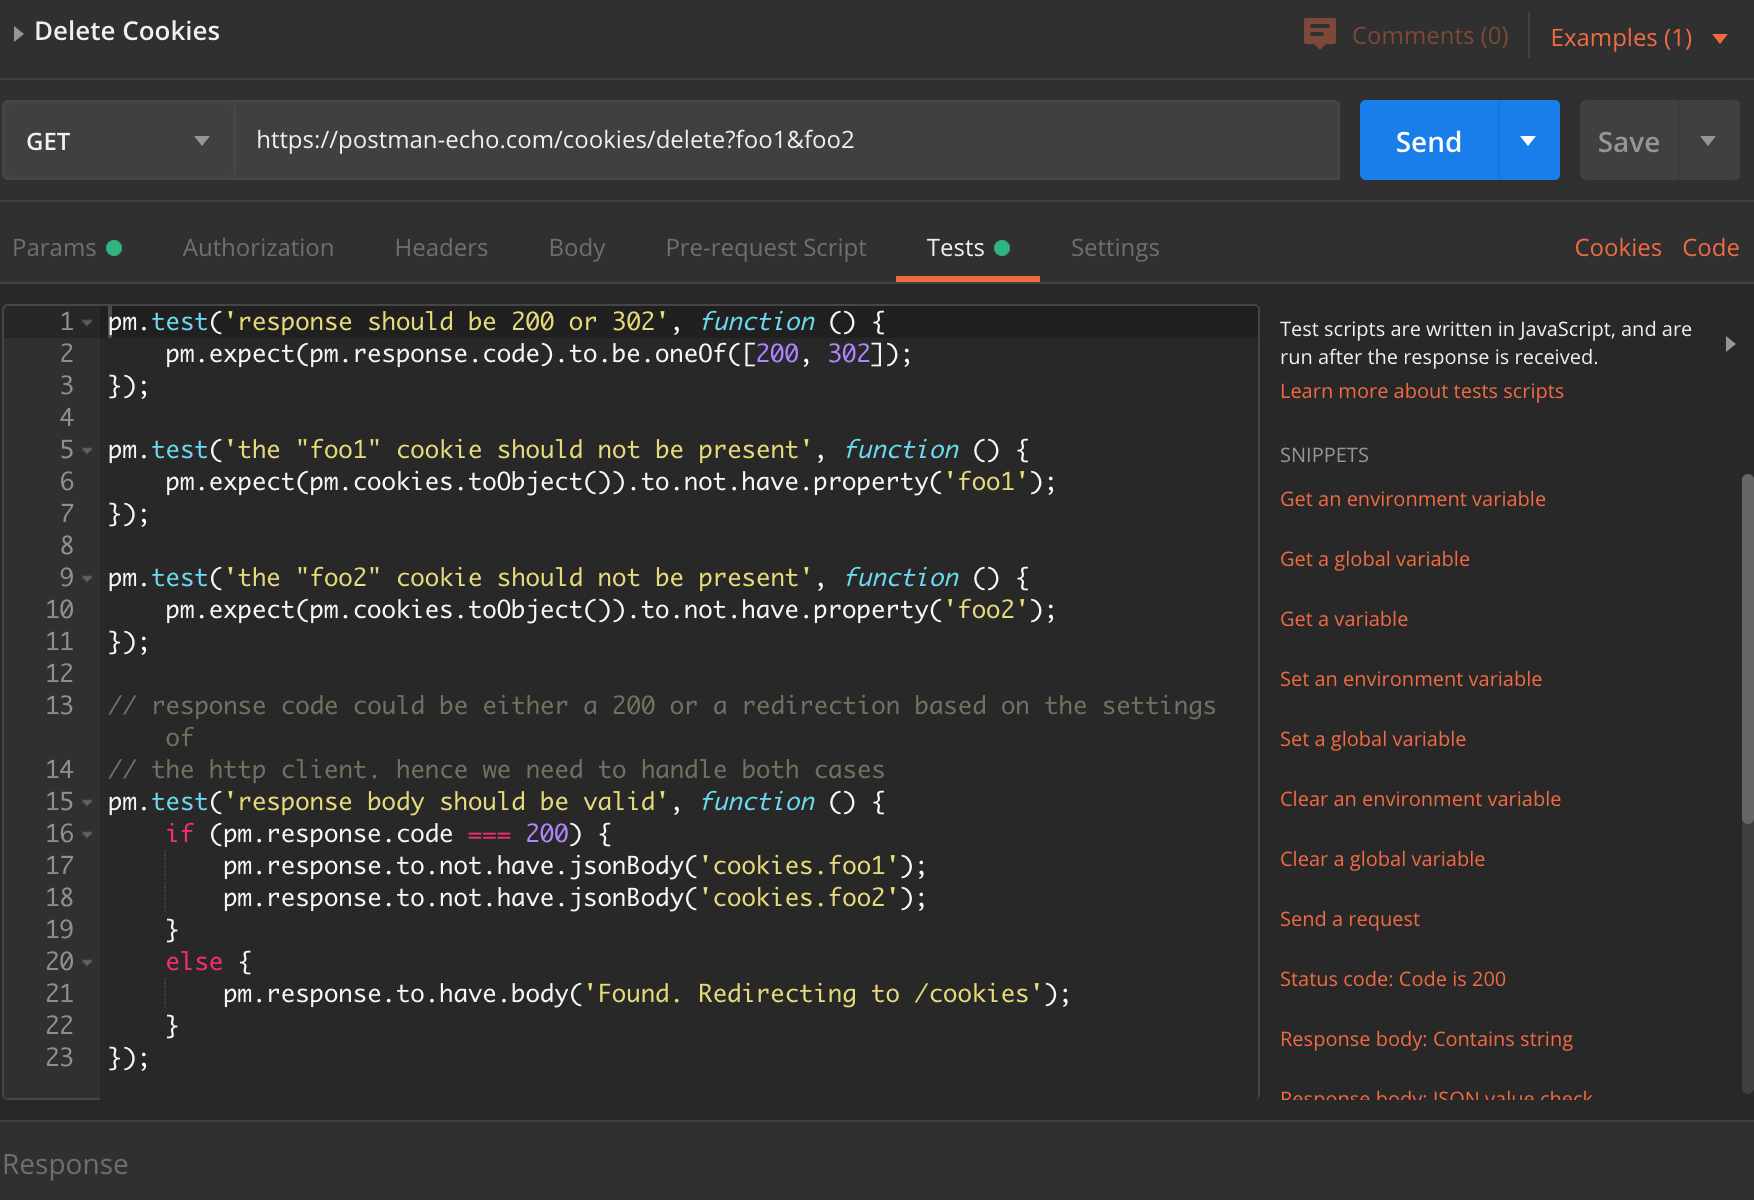 Delete Cookies
Comments (0)
Examples (1)
GET
https://postman-echo.com/cookies/delete?foo1&foo2
Send
Save
Params
Authorization
Headers
Body
Pre-request Script
Tests
Settings
Cookies
Code
1 pm.test('response should be 200 or 302', function () {
2     pm.expect(pm.response.code).to.be.oneOf([200, 302]);
3 });
4
5 pm.test('the "foo1" cookie should not be present', function () {
6     pm.expect(pm.cookies.toObject()).to.not.have.property('foo1');
7 });
8
9 pm.test('the "foo2" cookie should not be present', function () {
10     pm.expect(pm.cookies.toObject()).to.not.have.property('foo2');
11 });
12
13 // response code could be either a 200 or a redirection based on the settings
of
14 // the http client. hence we need to handle both cases
15 pm.test('response body should be valid', function () {
16     if (pm.response.code === 200) {
17         pm.response.to.not.have.jsonBody('cookies.foo1');
18         pm.response.to.not.have.jsonBody('cookies.foo2');
19     }
20     else {
21         pm.response.to.have.body('Found. Redirecting to /cookies');
22     }
23 });
Test scripts are written in JavaScript, and are
run after the response is received.
Learn more about tests scripts
SNIPPETS
Get an environment variable
Get a global variable
Get a variable
Set an environment variable
Set a global variable
Clear an environment variable
Clear a global variable
Send a request
Status code: Code is 200
Response body: Contains string
Response body: JSON value check
Response